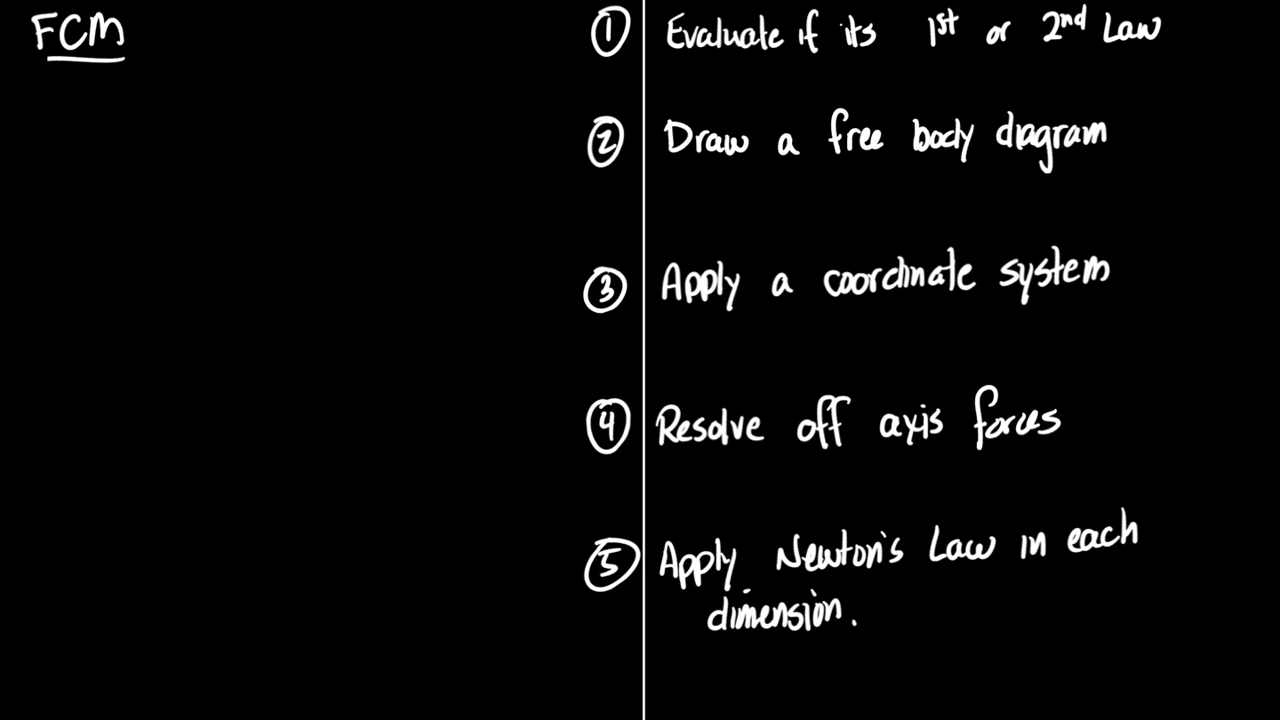 FCM
① Evaluate if its 1st or 2nd Law
② Draw a free body diagram
③ Apply a coordinate system
④ Resolve off axis forces
⑤ Apply Newton's Law in each
dimension.